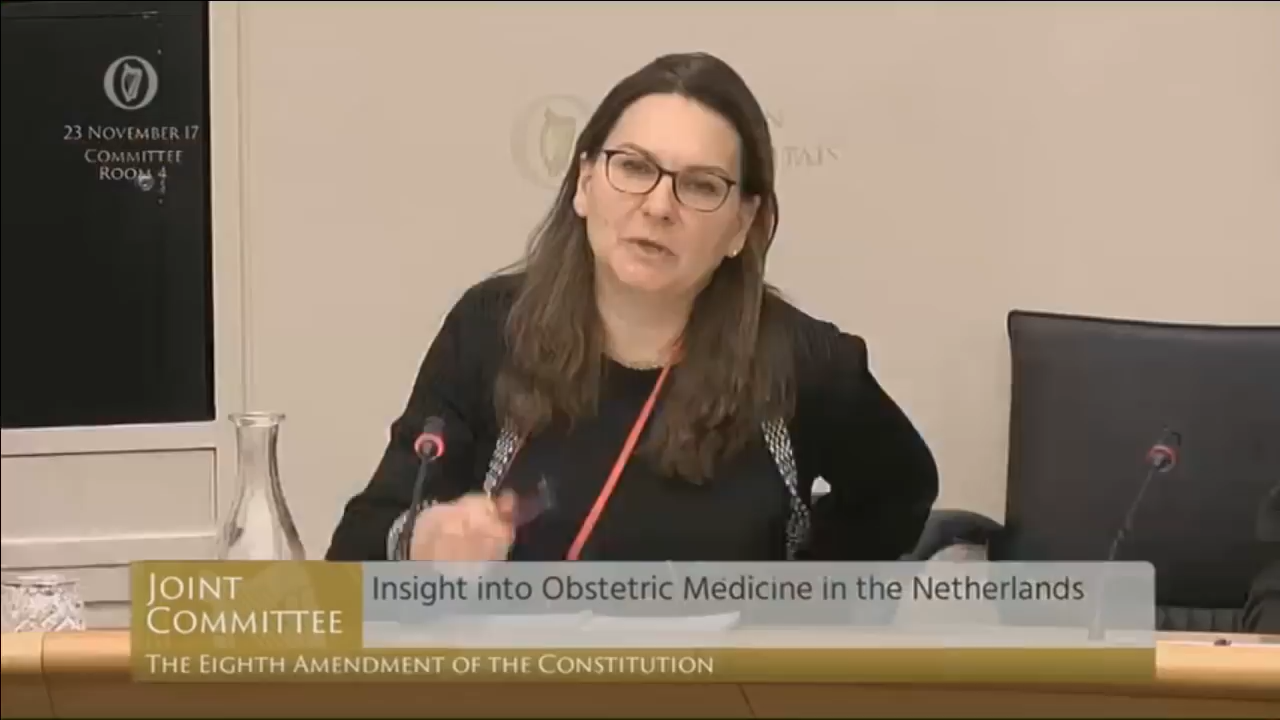 23 NOVEMBER 17
COMMITTEE
ROOM 4
JOINT
COMMITTEE
Insight into Obstetric Medicine in the Netherlands
THE EIGHTH AMENDMENT OF THE CONSTITUTION